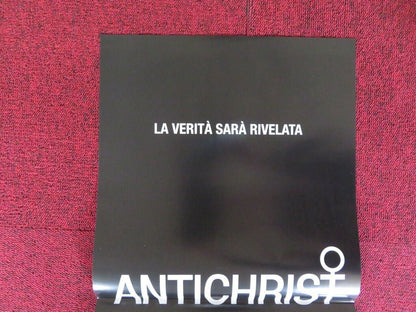 LA VERITÀ SARÀ RIVELATA
ANTICHRIST